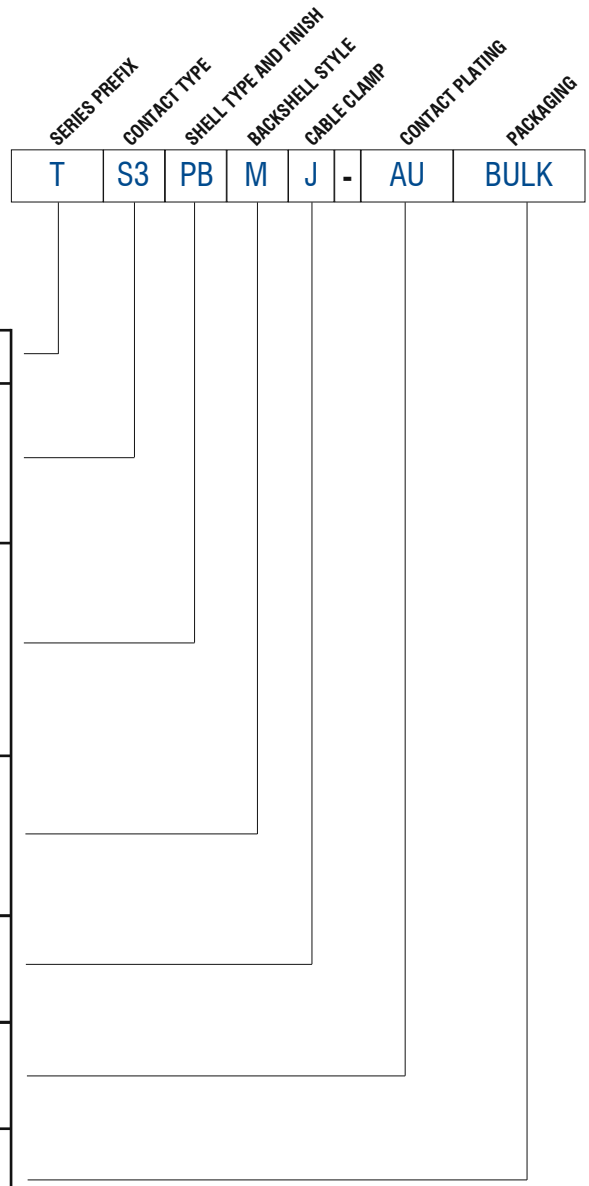 SERIES PREFIX
CONTACT TYPE
SHELL TYPE AND FINISH
BACKSHELL STYLE
CABLE CLAMP
CONTACT PLATING
PACKAGING
T S3 PB M J - AU BULK